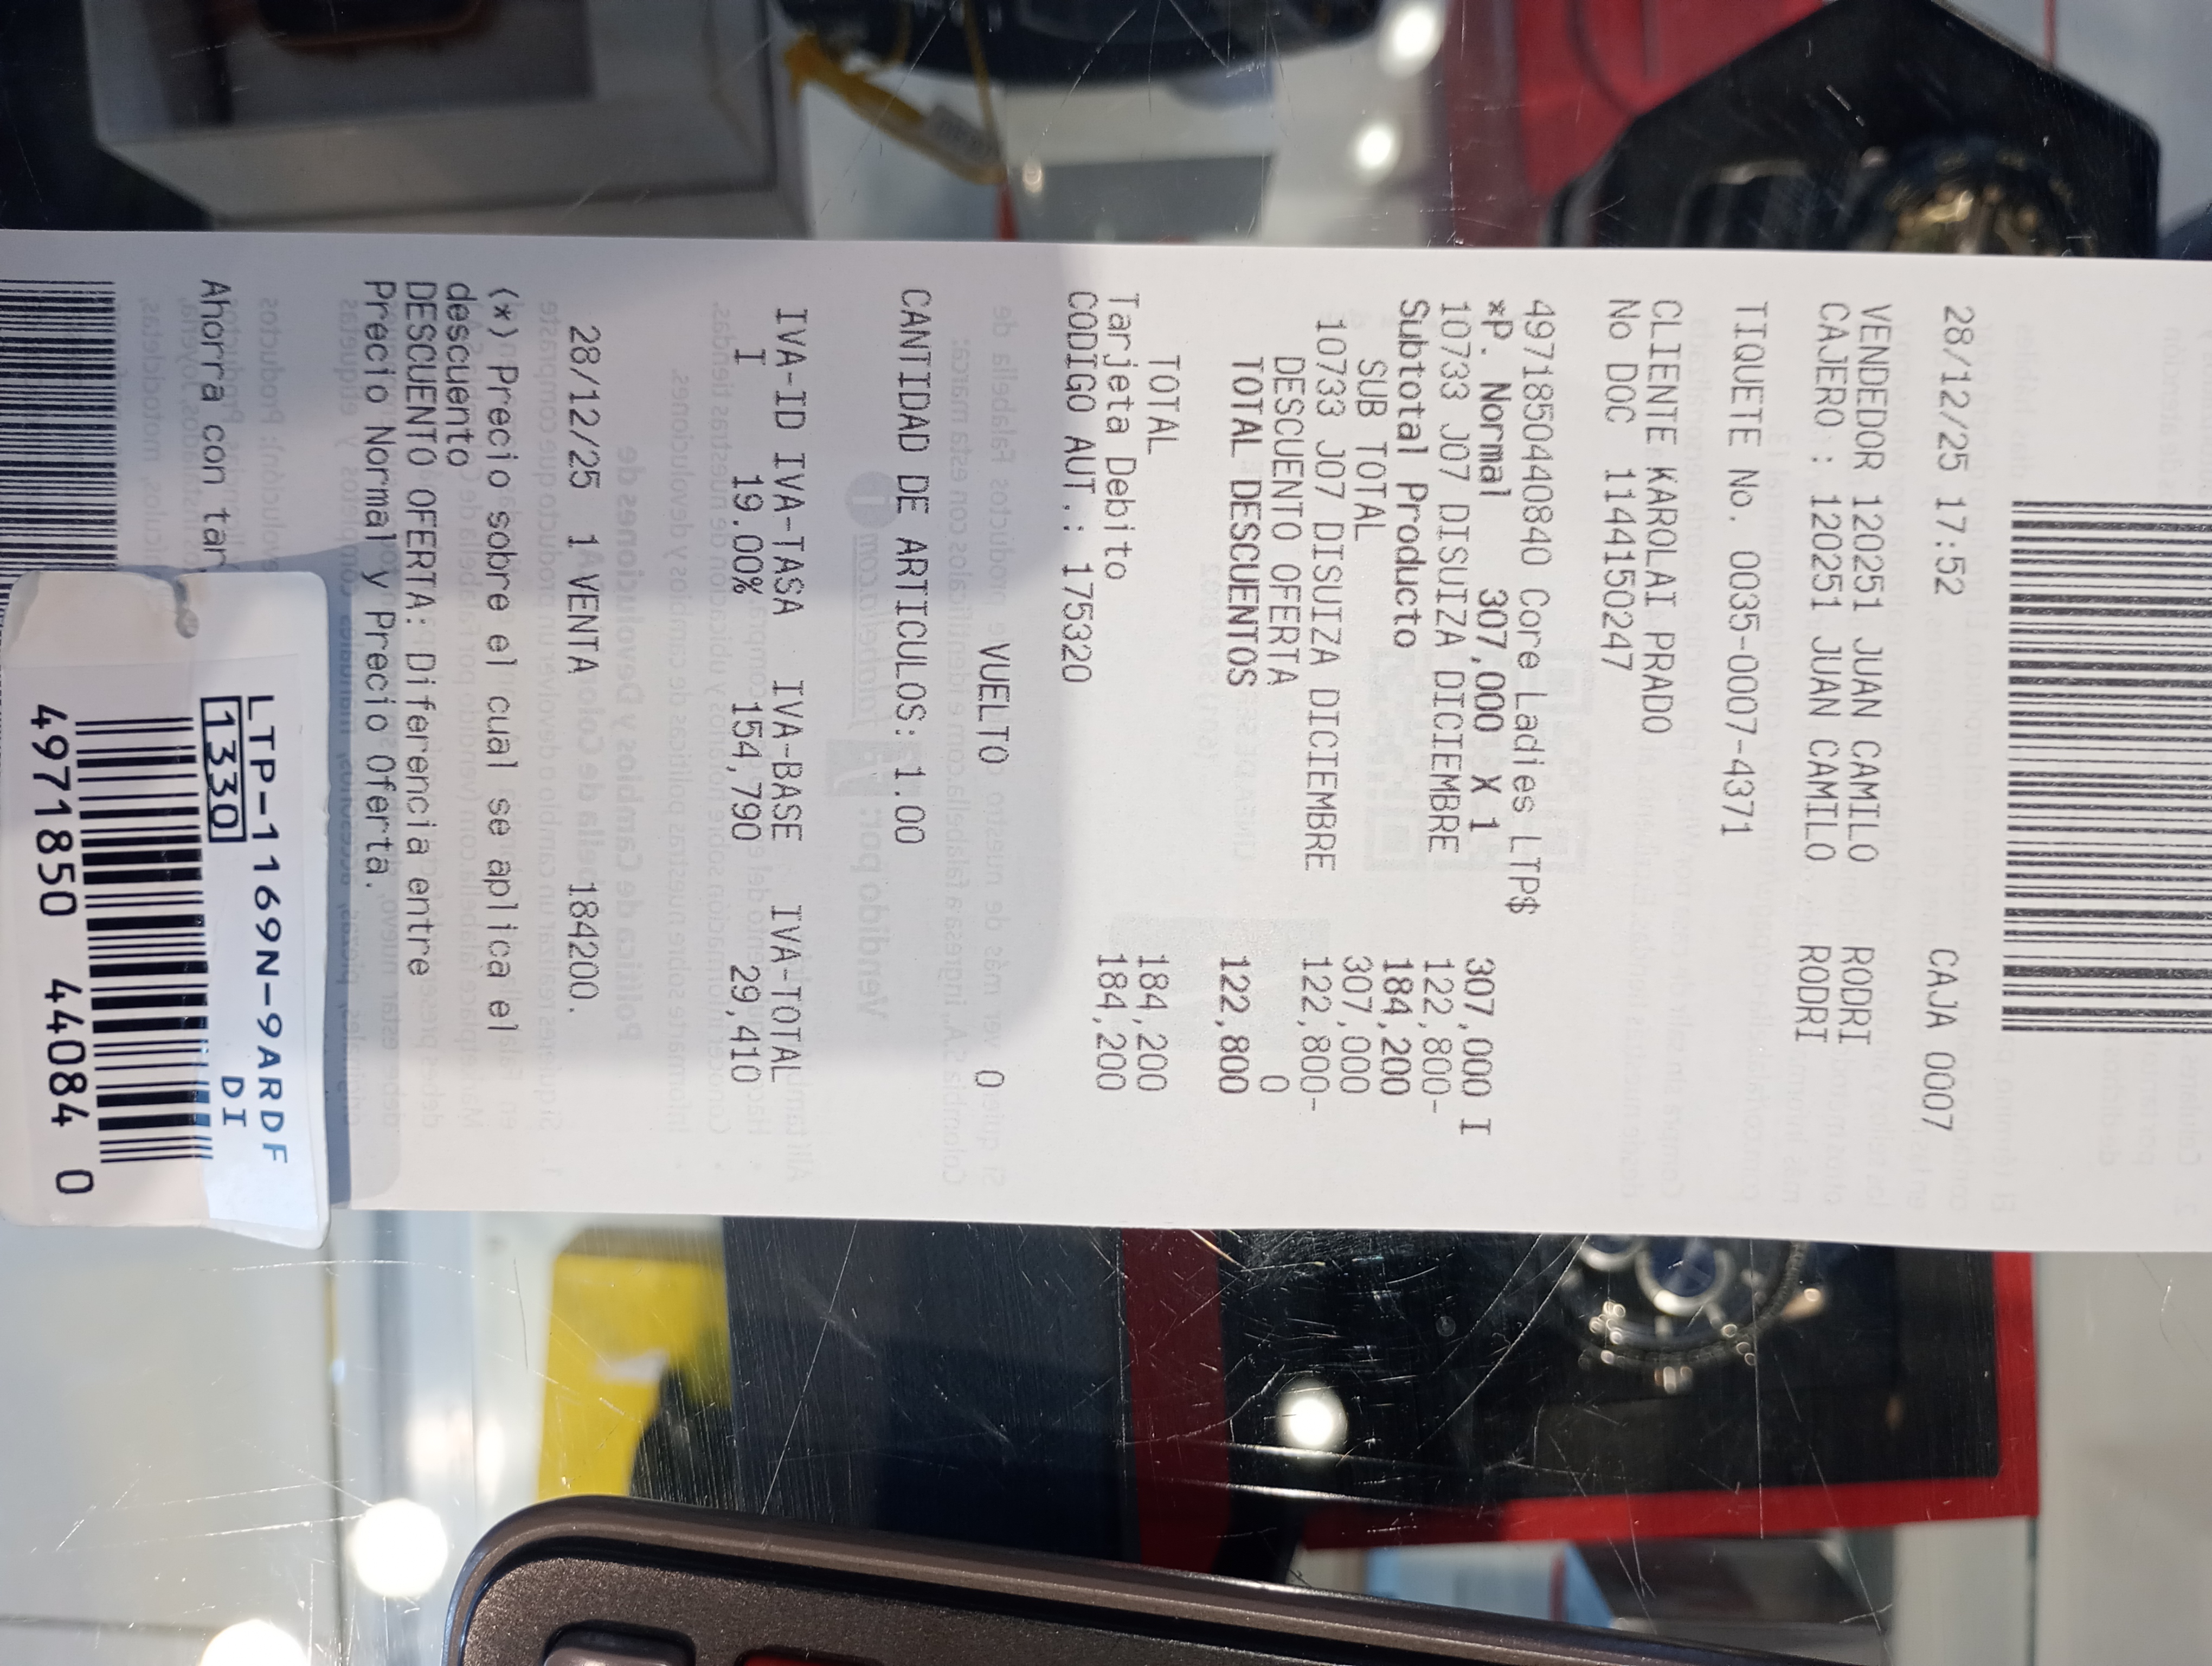 28/12/25 17:52 CAJA 0007
VENDEDOR 120251 JUAN CAMILO RODRI
CAJERO : 120251 JUAN CAMILO RODRI
TIQUETE No. 0035-0007-4371
CLIENTE KAROLAI PRADO
No DOC 1144150247
4971850440840 Core Ladies LTP$
*P. Normal 307,000 X 1 307,000 I
10733 J07 DISUIZA DICIEMBRE 122,800-
Subtotal Producto 184,200
SUB TOTAL 307,000
10733 J07 DISUIZA DICIEMBRE 122,800-
DESCUENTO OFERTA 0
TOTAL DESCUENTOS 122,800
TOTAL 184,200
Tarjeta Debito 184,200
CODIGO AUT.: 175320
VUELTO 0
CANTIDAD DE ARTICULOS: 1.00
IVA-ID IVA-TASA IVA-BASE IVA-TOTAL
I 19.00% 154,790 29,410
28/12/25 1 VENTA 184200.
(*) Precio sobre el cual se aplica el
descuento
DESCUENTO OFERTA: Diferencia entre
Precio Normal y Precio Oferta.
Ahorra con tar
LTP-1169N-9ARDF
1330 DI
4971850 44084 0